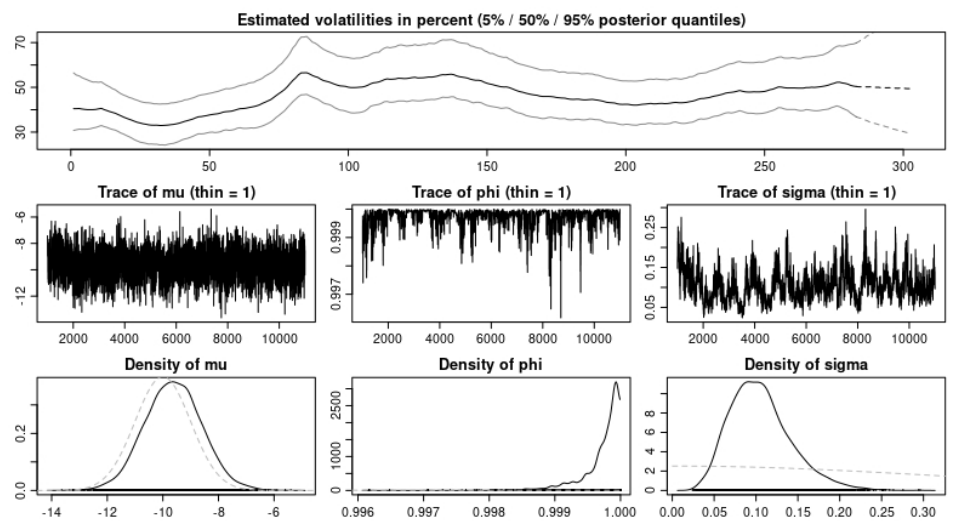 Estimated volatilities in percent (5% / 50% / 95% posterior quantiles)
30 50 70
0 50 100 150 200 250 300
Trace of mu (thin = 1) Trace of phi (thin = 1) Trace of sigma (thin = 1)
-12 -8 -6
0.997 0.999
0.05 0.15 0.25
2000 4000 6000 8000 10000 2000 4000 6000 8000 10000 2000 4000 6000 8000 10000
Density of mu Density of phi Density of sigma
0.0 0.2
0 1000 2500
0 2 4 6 8
-14 -12 -10 -8 -6 0.996 0.997 0.998 0.999 1.000 0.00 0.05 0.10 0.15 0.20 0.25 0.30